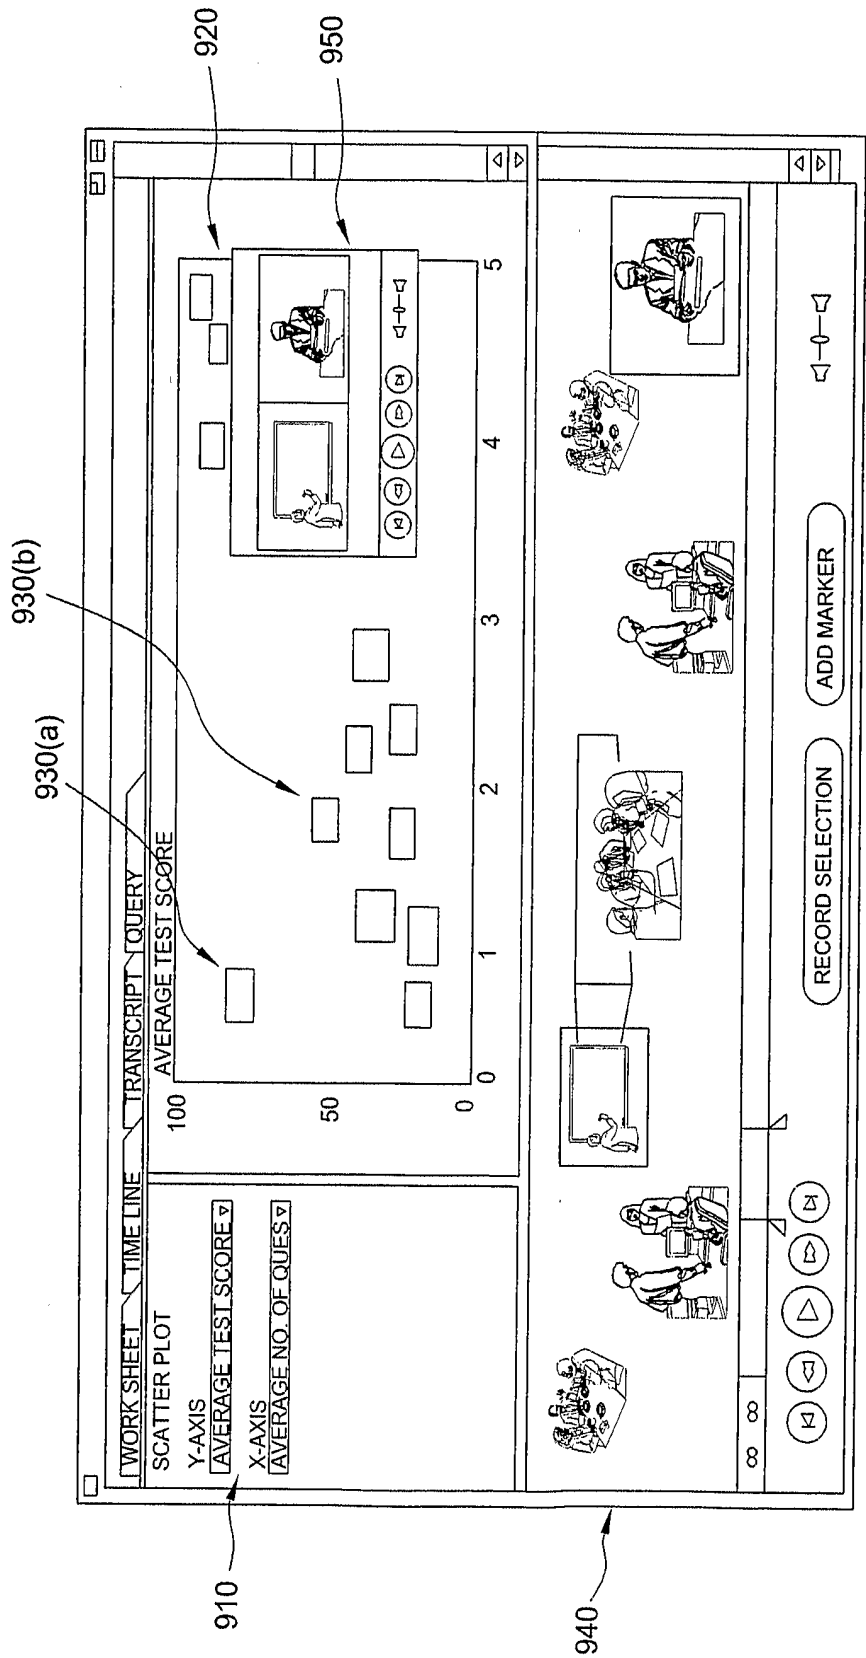 WORK SHEET TIME LINE TRANSCRIPT QUERY
SCATTER PLOT
Y-AXIS
AVERAGE TEST SCORE
X-AXIS
AVERAGE NO. OF QUES
910
AVERAGE TEST SCORE
100
50
0
0 1 2 3 4 5
930(a)
930(b)
920
950
940
RECORD SELECTION
ADD MARKER